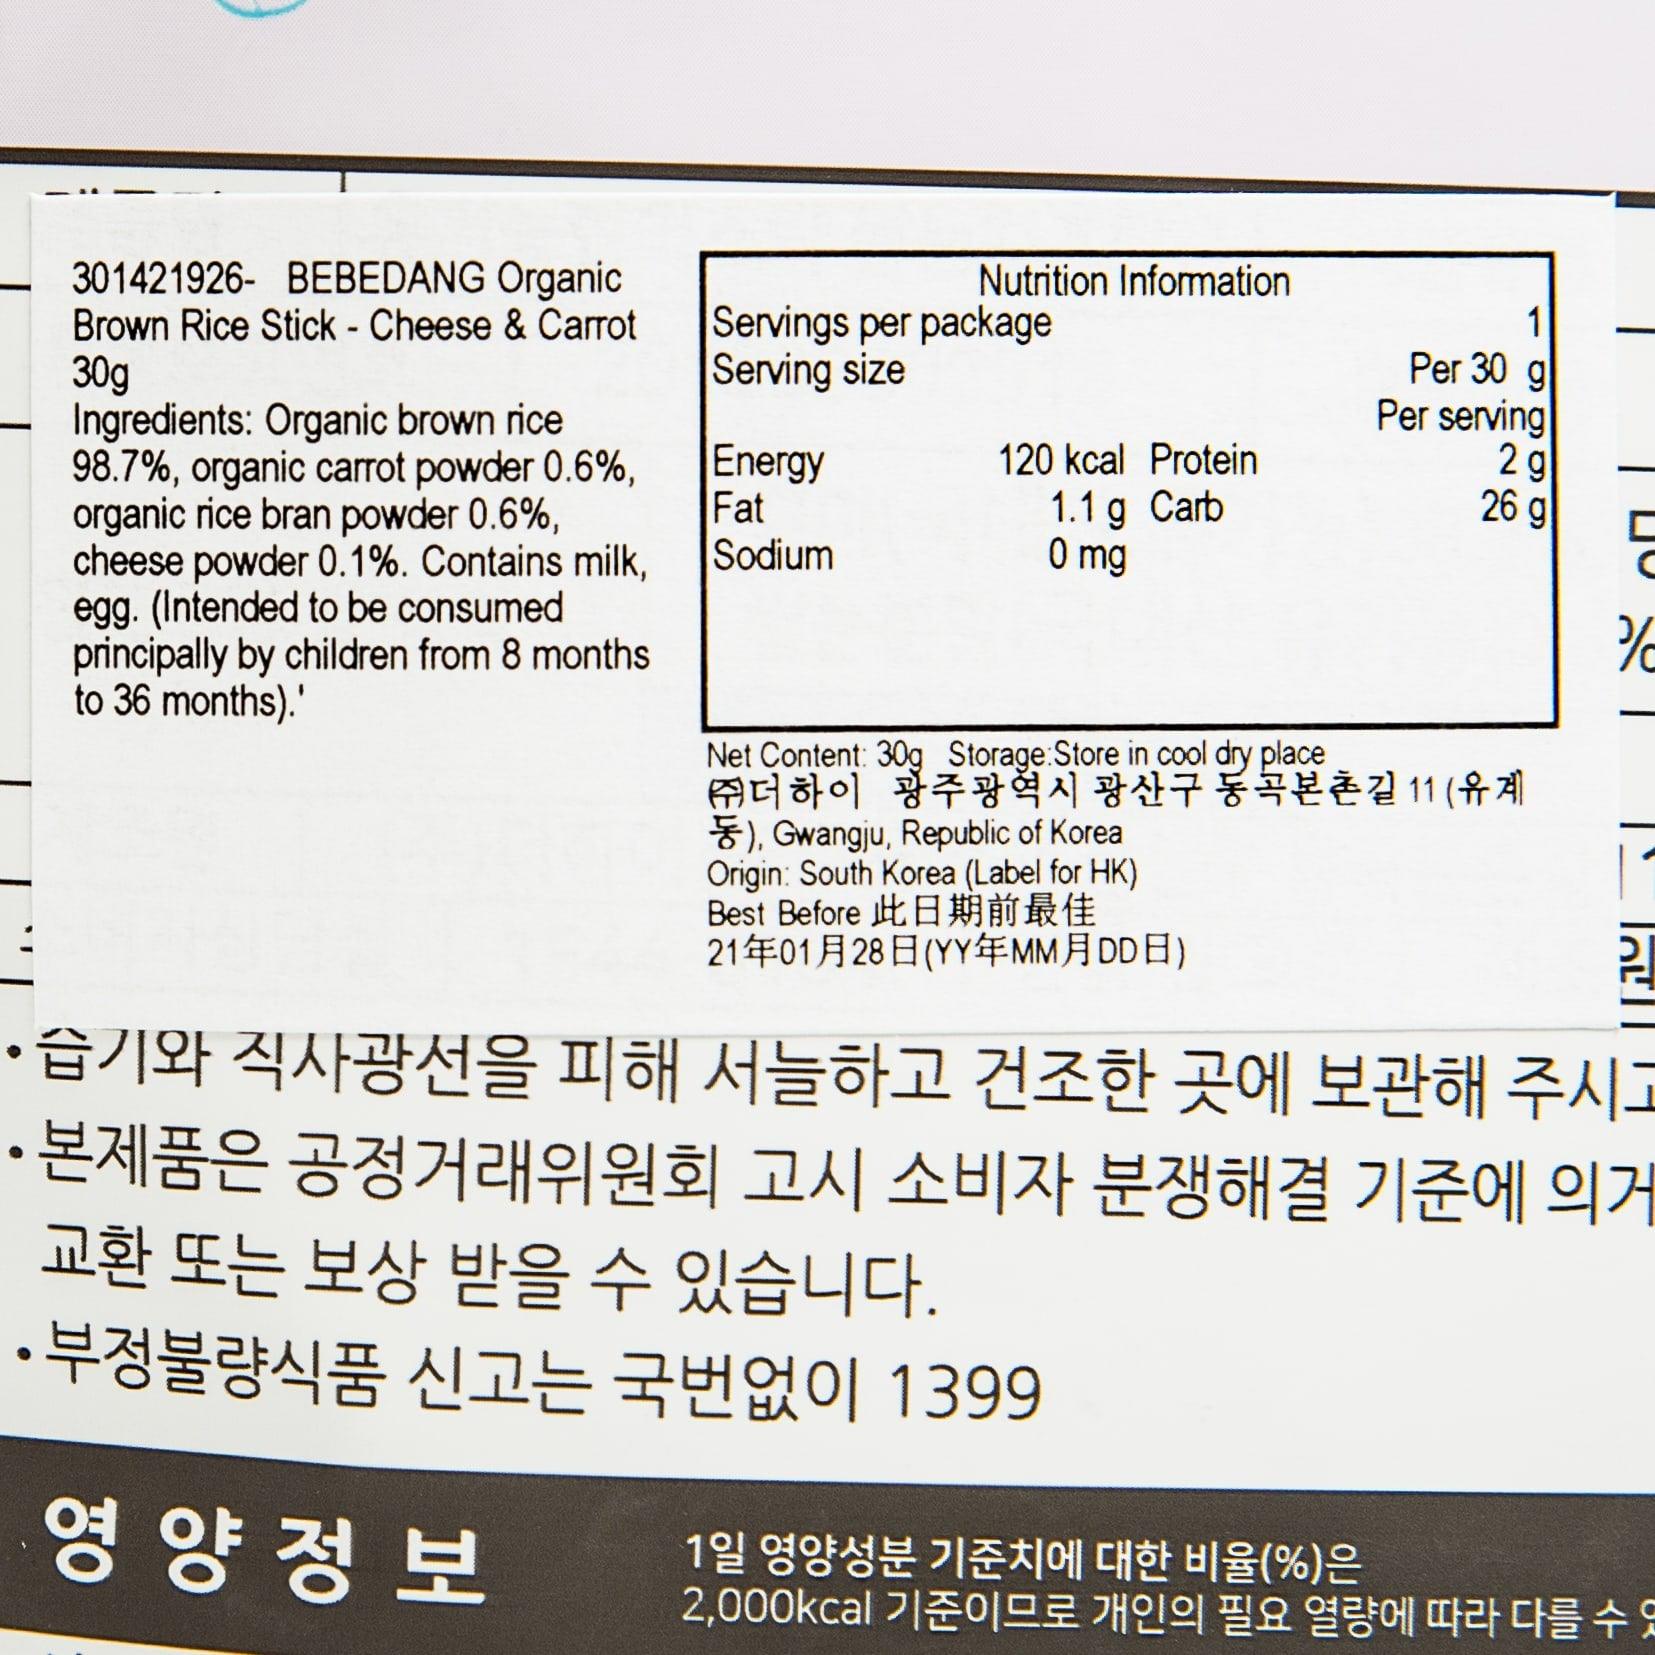 301421926- BEBEDANG Organic
Brown Rice Stick - Cheese & Carrot
30g
Ingredients: Organic brown rice
98.7%, organic carrot powder 0.6%,
organic rice bran powder 0.6%,
cheese powder 0.1%. Contains milk,
egg. (Intended to be consumed
principally by children from 8 months
to 36 months).'
Nutrition Information
Servings per package 1
Serving size Per 30 g
Per serving
Energy 120 kcal Protein 2 g
Fat 1.1 g Carb 26 g
Sodium 0 mg
Net Content: 30g Storage:Store in cool dry place
㈜더하이 광주광역시 광산구 동곡본촌길 11 (유계
동), Gwangju, Republic of Korea
Origin: South Korea (Label for HK)
Best Before 此日期前最佳
21年01月28日(YY年MM月DD日)
%
원
·습기와 직사광선을 피해 서늘하고 건조한 곳에 보관해 주시고
·본제품은 공정거래위원회 고시 소비자 분쟁해결 기준에 의거
교환 또는 보상 받을 수 있습니다.
·부정불량식품 신고는 국번없이 1399
영양정보
1일 영양성분 기준치에 대한 비율(%)은
2,000kcal 기준이므로 개인의 필요 열량에 따라 다를 수